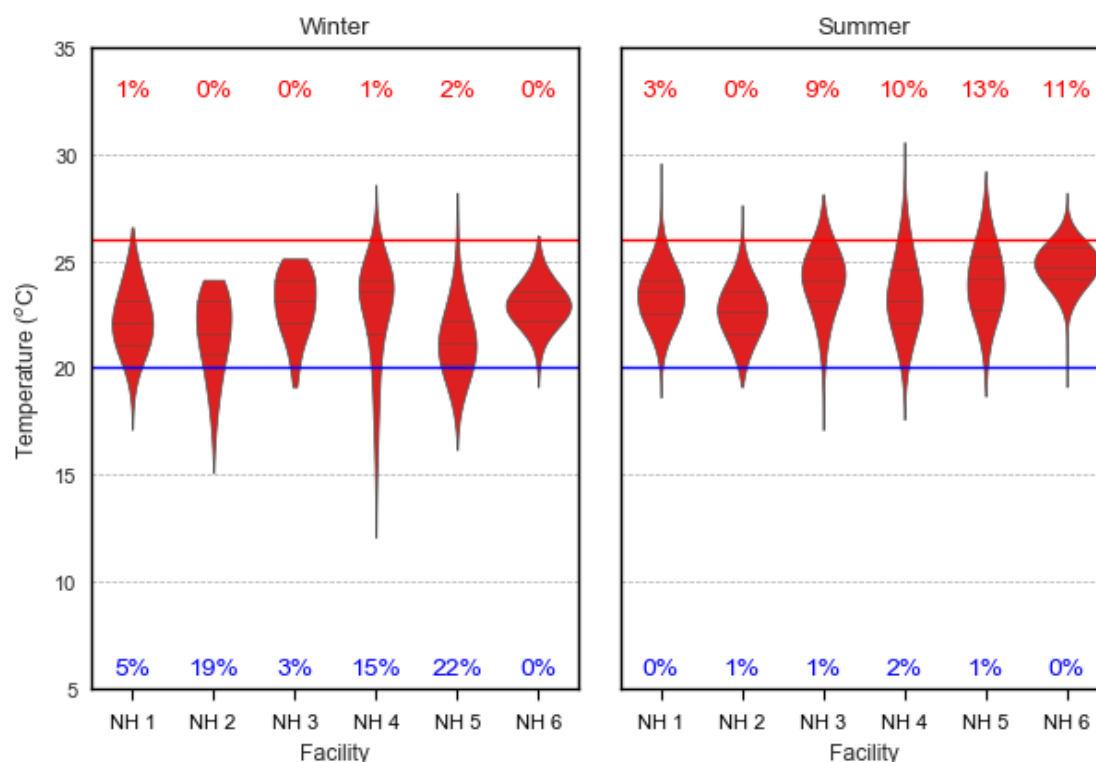 Winter
Summer
35
30
25
20
15
10
5
Temperature (°C)
1% 0% 0% 1% 2% 0%
5% 19% 3% 15% 22% 0%
NH 1 NH 2 NH 3 NH 4 NH 5 NH 6
Facility
3% 0% 9% 10% 13% 11%
0% 1% 1% 2% 1% 0%
NH 1 NH 2 NH 3 NH 4 NH 5 NH 6
Facility